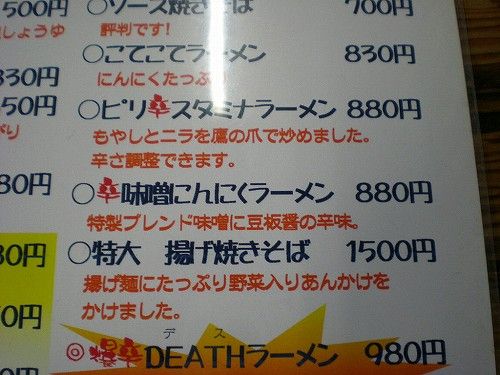 500円
○ソース焼きそば 700円
しょうゆ
評判です!
○こてこてラーメン 830円
にんにくたっぷり
830円
850円
○ピリ辛スタミナラーメン 880円
もやしとニラを鷹の爪で炒めました。
辛さ調整できます。
80円
○辛味噌にんにくラーメン 880円
特製ブレンド味噌に豆板醤の辛味。
80円
○特大 揚げ焼きそば 1500円
揚げ麺にたっぷり野菜入りあんかけを
かけました。
0円
デス
◎爆辛DEATHラーメン 980円
円